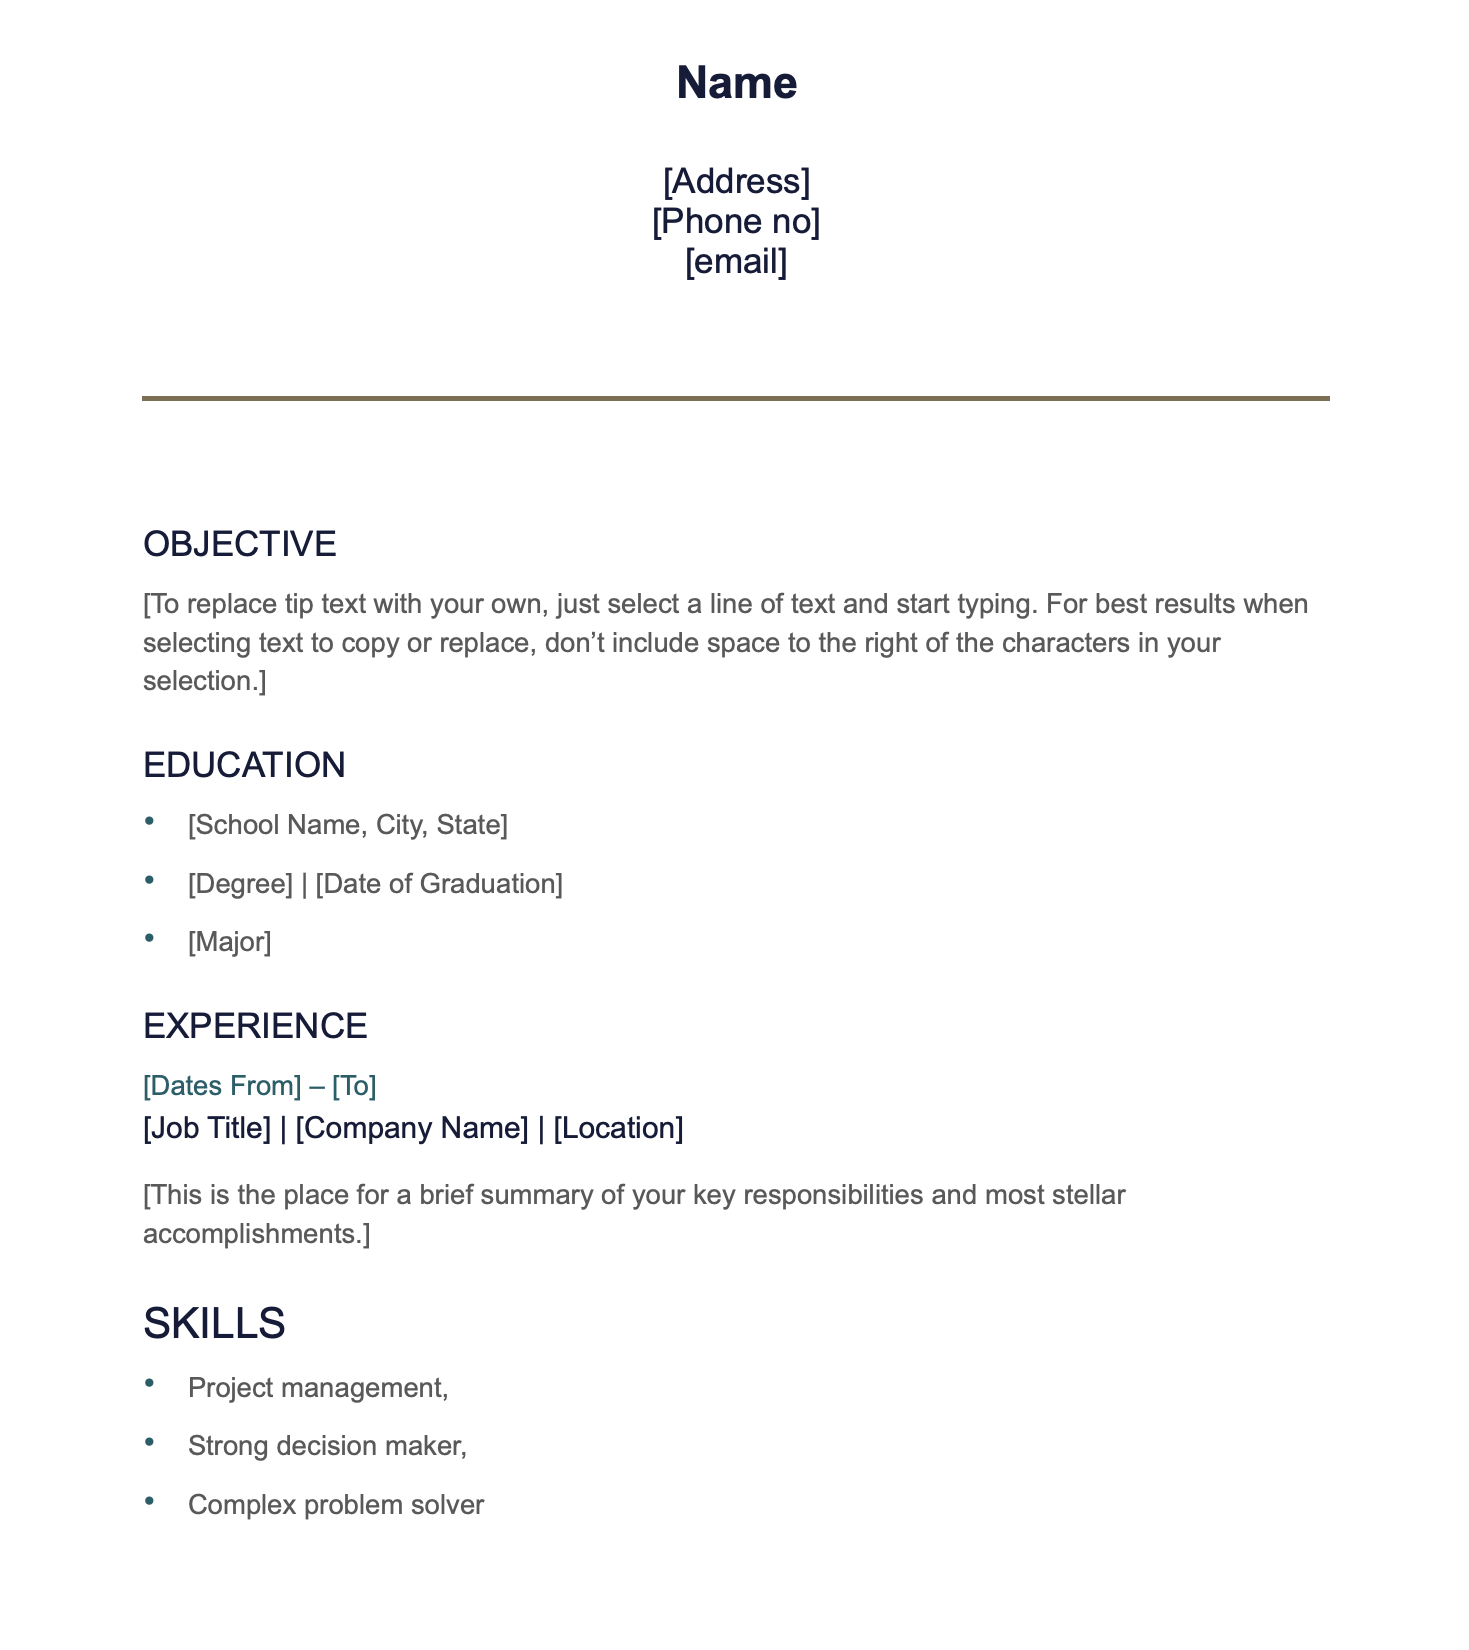 Name
[Address]
[Phone no]
[email]
OBJECTIVE
[To replace tip text with your own, just select a line of text and start typing. For best results when
selecting text to copy or replace, don’t include space to the right of the characters in your
selection.]
EDUCATION
• [School Name, City, State]
• [Degree] | [Date of Graduation]
• [Major]
EXPERIENCE
[Dates From] – [To]
[Job Title] | [Company Name] | [Location]
[This is the place for a brief summary of your key responsibilities and most stellar
accomplishments.]
SKILLS
• Project management,
• Strong decision maker,
• Complex problem solver